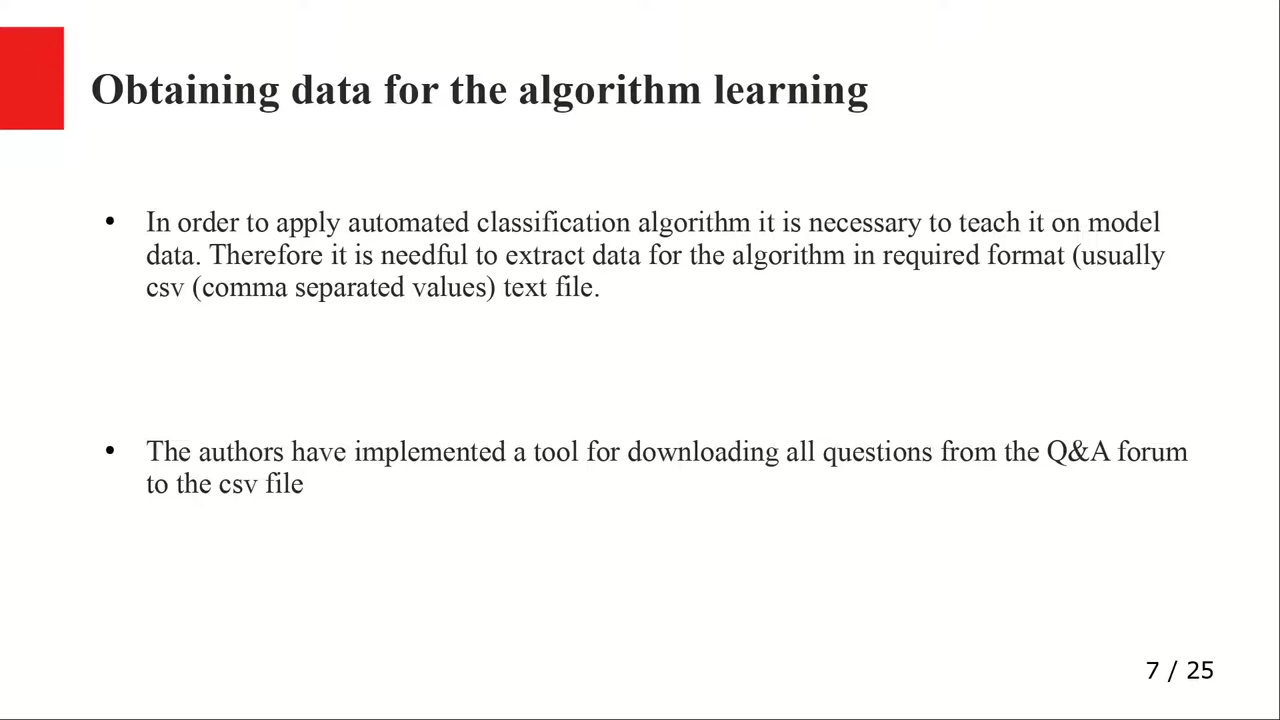 Obtaining data for the algorithm learning
• In order to apply automated classification algorithm it is necessary to teach it on model
data. Therefore it is needful to extract data for the algorithm in required format (usually
csv (comma separated values) text file.
• The authors have implemented a tool for downloading all questions from the Q&A forum
to the csv file
7 / 25